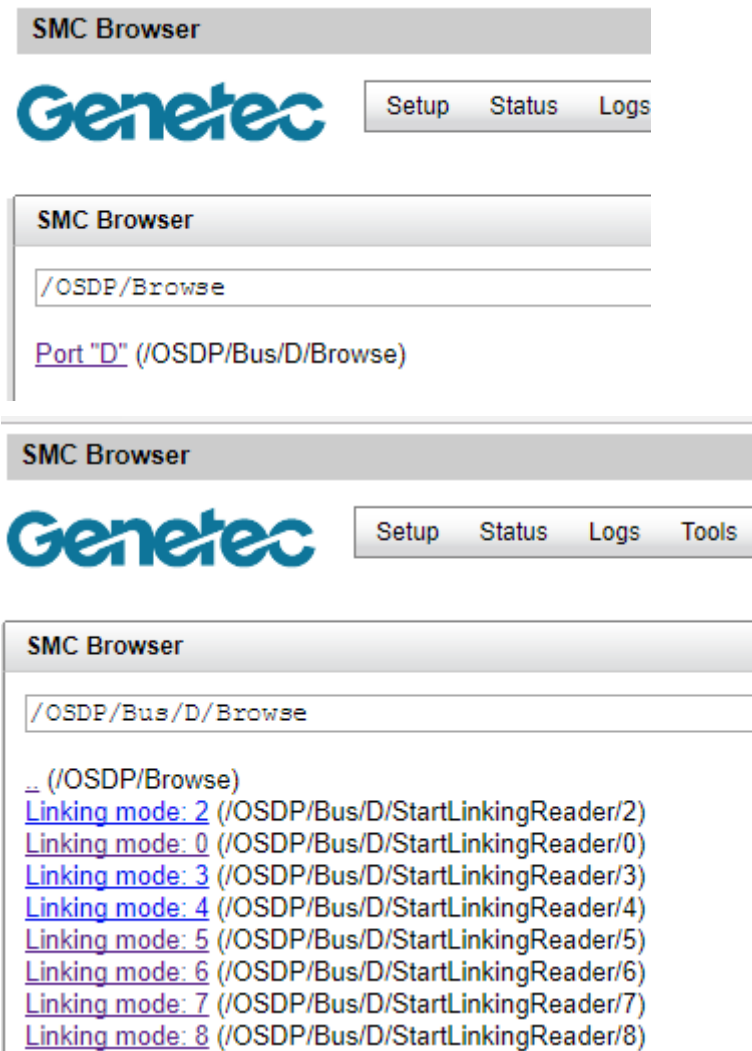 SMC Browser
Genetec Setup Status Logs
SMC Browser
/OSDP/Browse
Port "D" (/OSDP/Bus/D/Browse)
SMC Browser
Genetec Setup Status Logs Tools
SMC Browser
/OSDP/Bus/D/Browse
.. (/OSDP/Browse)
Linking mode: 2 (/OSDP/Bus/D/StartLinkingReader/2)
Linking mode: 0 (/OSDP/Bus/D/StartLinkingReader/0)
Linking mode: 3 (/OSDP/Bus/D/StartLinkingReader/3)
Linking mode: 4 (/OSDP/Bus/D/StartLinkingReader/4)
Linking mode: 5 (/OSDP/Bus/D/StartLinkingReader/5)
Linking mode: 6 (/OSDP/Bus/D/StartLinkingReader/6)
Linking mode: 7 (/OSDP/Bus/D/StartLinkingReader/7)
Linking mode: 8 (/OSDP/Bus/D/StartLinkingReader/8)